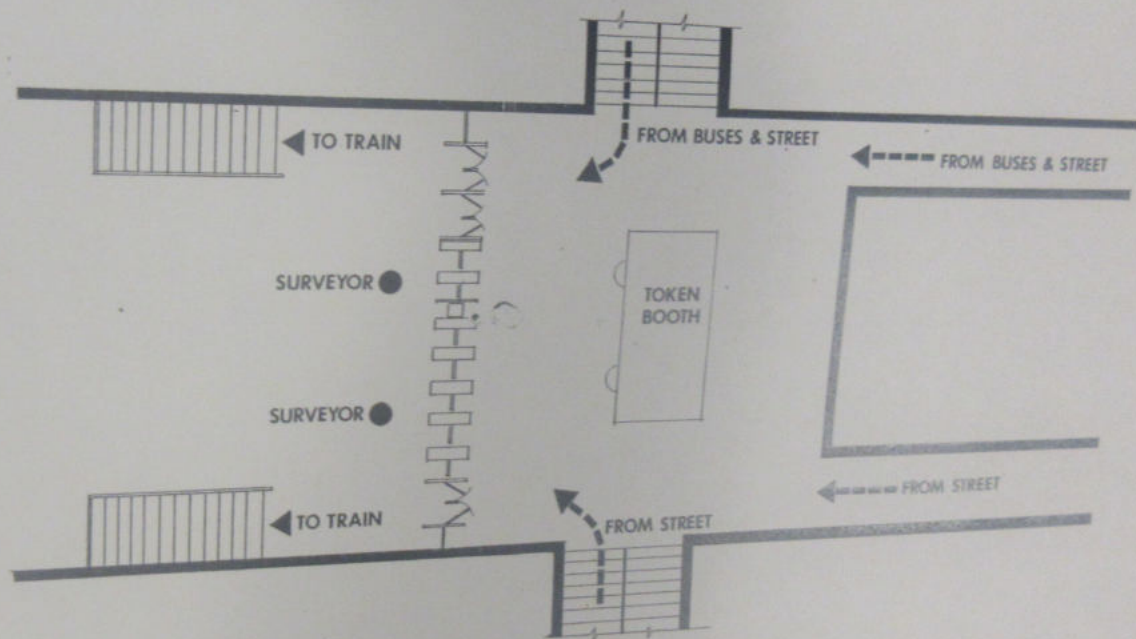 FROM BUSES & STREET
TO TRAIN
FROM BUSES & STREET
SURVEYOR
TOKEN
BOOTH
SURVEYOR
FROM STREET
TO TRAIN
FROM STREET